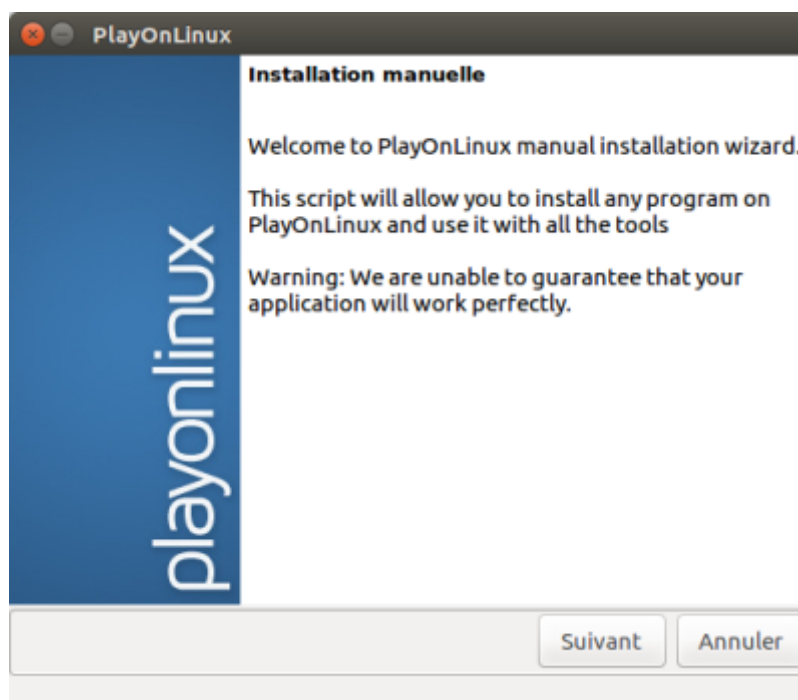 PlayOnLinux
Installation manuelle
Welcome to PlayOnLinux manual installation wizard.
This script will allow you to install any program on
PlayOnLinux and use it with all the tools
Warning: We are unable to guarantee that your
application will work perfectly.
playonlinux
Suivant
Annuler